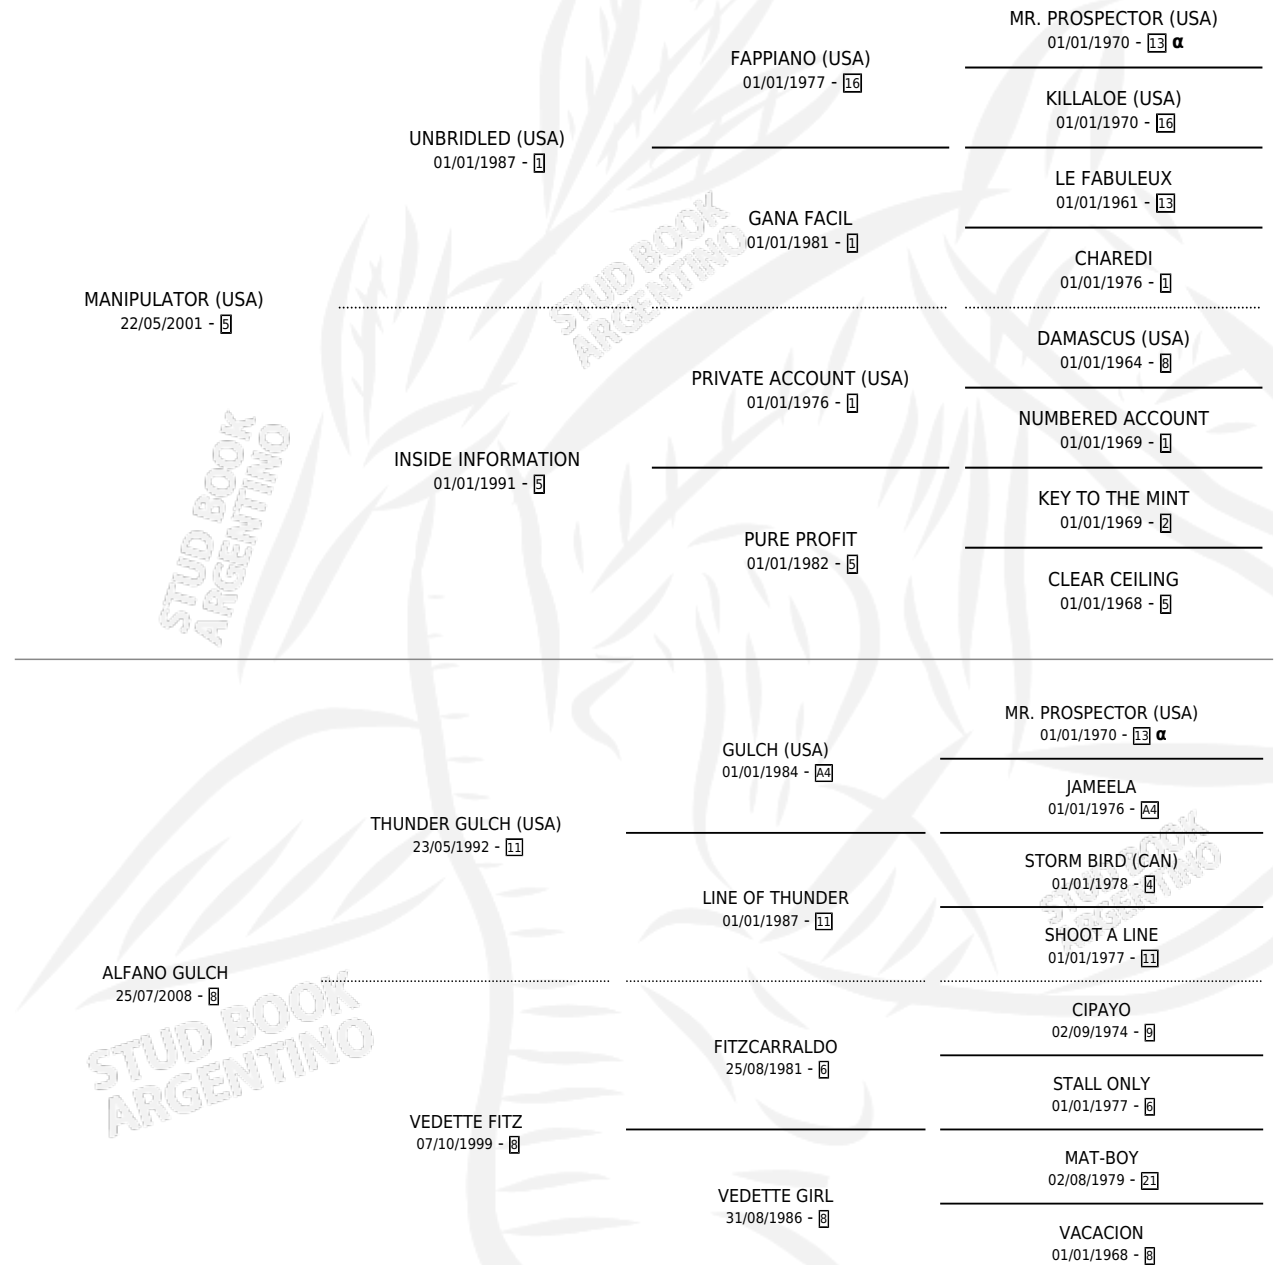 MR. PROSPECTOR (USA)
01/01/1970 - 13 α
FAPPIANO (USA)
01/01/1977 - 16
KILLALOE (USA)
01/01/1970 - 16
UNBRIDLED (USA)
01/01/1987 - 1
LE FABULEUX
01/01/1961 - 13
GANA FACIL
01/01/1981 - 1
CHAREDI
01/01/1976 - 1
MANIPULATOR (USA)
22/05/2001 - 5
DAMASCUS (USA)
01/01/1964 - 8
PRIVATE ACCOUNT (USA)
01/01/1976 - 1
NUMBERED ACCOUNT
01/01/1969 - 1
INSIDE INFORMATION
01/01/1991 - 5
KEY TO THE MINT
01/01/1969 - 2
PURE PROFIT
01/01/1982 - 5
CLEAR CEILING
01/01/1968 - 5
MR. PROSPECTOR (USA)
01/01/1970 - 13 α
GULCH (USA)
01/01/1984 - A4
JAMEELA
01/01/1976 - A4
THUNDER GULCH (USA)
23/05/1992 - 11
STORM BIRD (CAN)
01/01/1978 - 4
LINE OF THUNDER
01/01/1987 - 11
SHOOT A LINE
01/01/1977 - 11
ALFANO GULCH
25/07/2008 - 8
CIPAYO
02/09/1974 - 9
FITZCARRALDO
25/08/1981 - 6
STALL ONLY
01/01/1977 - 6
VEDETTE FITZ
07/10/1999 - 8
MAT-BOY
02/08/1979 - 21
VEDETTE GIRL
31/08/1986 - 8
VACACION
01/01/1968 - 8
STUD BOOK
ARGENTINO
STUD BOOK
ARGENTINO
STUD BOOK
ARGENTINO
STUD BOOK
ARGENTINO